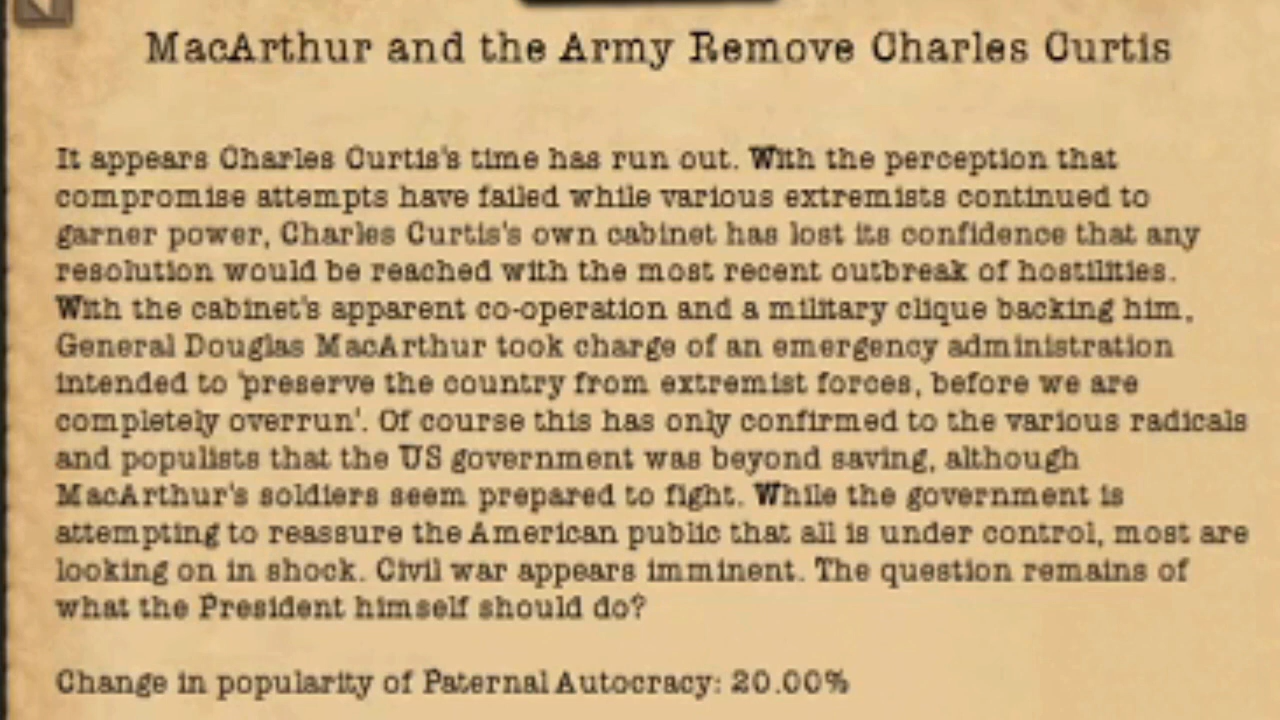 MacArthur and the Army Remove Charles Curtis
It appears Charles Curtis's time has run out. With the perception that
compromise attempts have failed while various extremists continued to
garner power, Charles Curtis's own cabinet has lost its confidence that any
resolution would be reached with the most recent outbreak of hostilities.
With the cabinet's apparent co-operation and a military clique backing him,
General Douglas MacArthur took charge of an emergency administration
intended to 'preserve the country from extremist forces, before we are
completely overrun'. Of course this has only confirmed to the various radicals
and populists that the US government was beyond saving, although
MacArthur's soldiers seem prepared to fight. While the government is
attempting to reassure the American public that all is under control, most are
looking on in shock. Civil war appears imminent. The question remains of
what the President himself should do?
Change in popularity of Paternal Autocracy: 20.00%